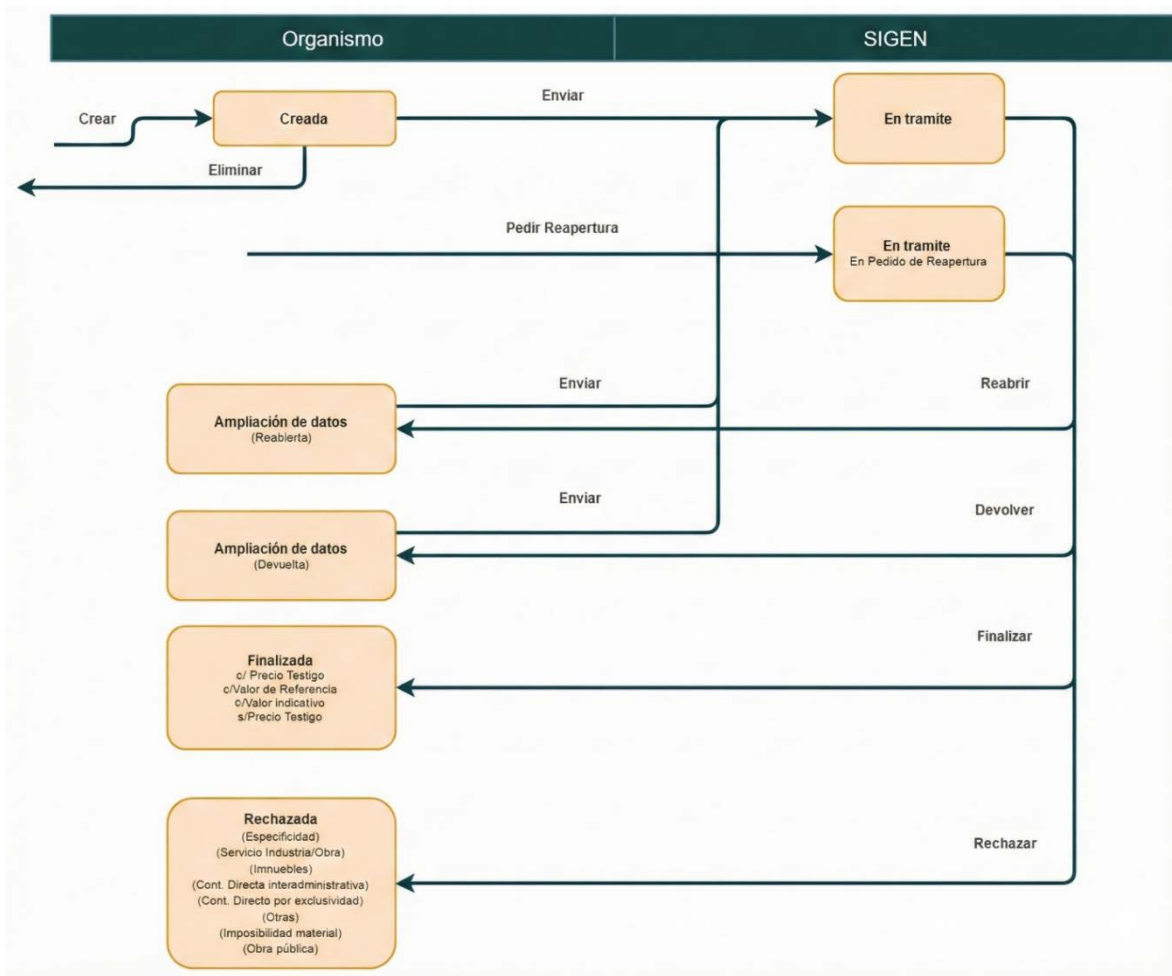 Organismo
SIGEN
Crear
Creada
Enviar
En tramite
Eliminar
Pedir Reapertura
En tramite
En Pedido de Reapertura
Enviar
Reabrir
Ampliación de datos
(Reabierta)
Enviar
Devolver
Ampliación de datos
(Devuelta)
Finalizar
Finalizada
c/ Precio Testigo
c/Valor de Referencia
c/Valor indicativo
s/Precio Testigo
Rechazar
Rechazada
(Especificidad)
(Servicio Industria/Obra)
(Imnuebles)
(Cont. Directa interadministrativa)
(Cont. Directo por exclusividad)
(Otras)
(Imposibilidad material)
(Obra pública)